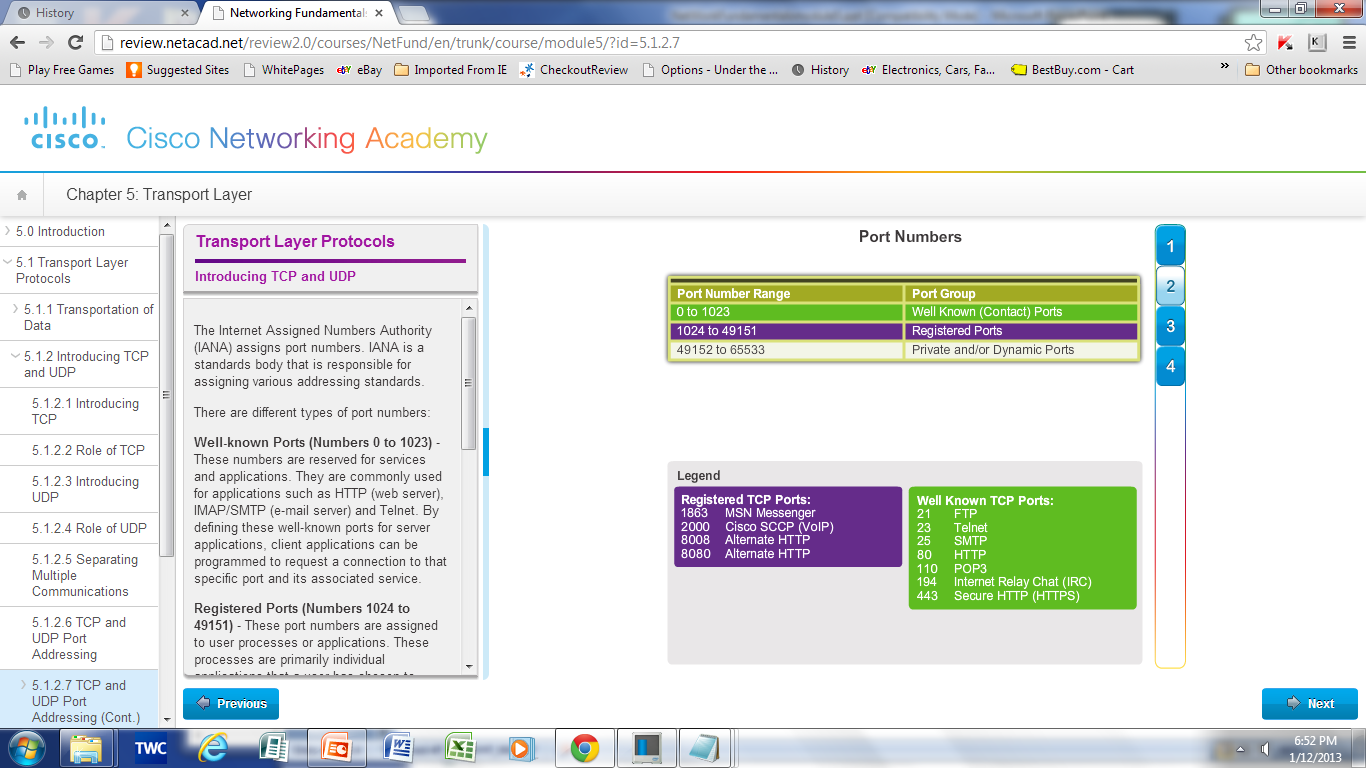 History
Networking Fundamental
review.netacad.net/review2.0/courses/NetFund/en/trunk/course/module5/?id=5.1.2.7
Play Free Games
Suggested Sites
WhitePages
eBay
Imported From IE
CheckoutReview
Options - Under the ...
History
Electronics, Cars, Fa...
BestBuy.com - Cart
»
Other bookmarks
CISCO.
Cisco Networking Academy
Chapter 5: Transport Layer
5.0 Introduction
5.1 Transport Layer
Protocols
5.1.1 Transportation of
Data
5.1.2 Introducing TCP
and UDP
5.1.2.1 Introducing
TCP
5.1.2.2 Role of TCP
5.1.2.3 Introducing
UDP
5.1.2.4 Role of UDP
5.1.2.5 Separating
Multiple
Communications
5.1.2.6 TCP and
UDP Port
Addressing
5.1.2.7 TCP and
UDP Port
Addressing (Cont.)
Transport Layer Protocols
Introducing TCP and UDP
The Internet Assigned Numbers Authority
(IANA) assigns port numbers. IANA is a
standards body that is responsible for
assigning various addressing standards.
There are different types of port numbers:
Well-known Ports (Numbers 0 to 1023) -
These numbers are reserved for services
and applications. They are commonly used
for applications such as HTTP (web server),
IMAP/SMTP (e-mail server) and Telnet. By
defining these well-known ports for server
applications, client applications can be
programmed to request a connection to that
specific port and its associated service.
Registered Ports (Numbers 1024 to
49151) - These port numbers are assigned
to user processes or applications. These
processes are primarily individual
applications that a user has chosen to
Previous
Port Numbers
Port Number Range Port Group
0 to 1023 Well Known (Contact) Ports
1024 to 49151 Registered Ports
49152 to 65533 Private and/or Dynamic Ports
Legend
Registered TCP Ports:
1863 MSN Messenger
2000 Cisco SCCP (VoIP)
8008 Alternate HTTP
8080 Alternate HTTP
Well Known TCP Ports:
21 FTP
23 Telnet
25 SMTP
80 HTTP
110 POP3
194 Internet Relay Chat (IRC)
443 Secure HTTP (HTTPS)
1
2
3
4
Next
TWC
6:52 PM
1/12/2013